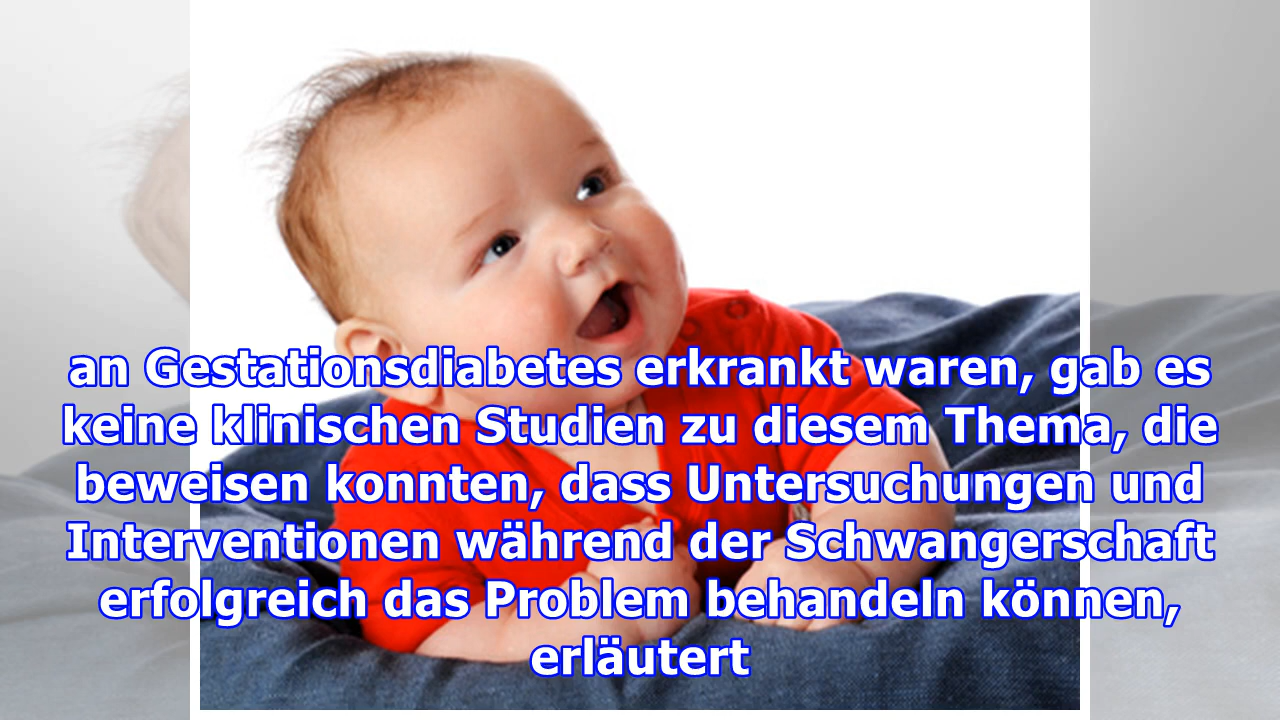 an Gestationsdiabetes erkrankt waren, gab es
keine klinischen Studien zu diesem Thema, die
beweisen konnten, dass Untersuchungen und
Interventionen während der Schwangerschaft
erfolgreich das Problem behandeln können,
erläutert